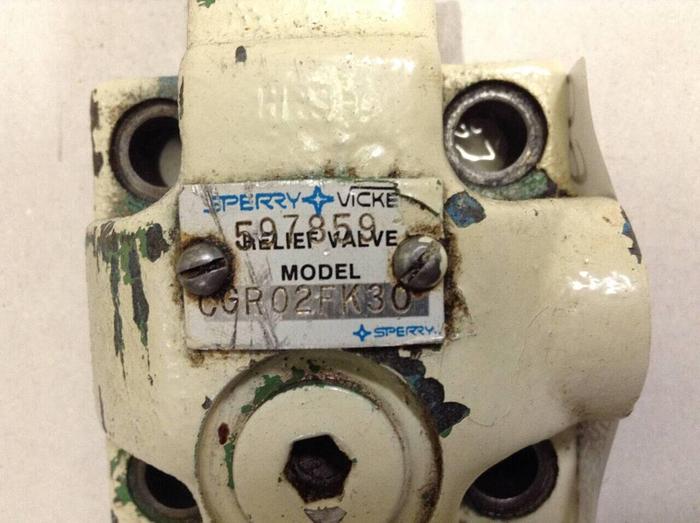 SPERRY VICKE
597859
RELIEF VALVE
MODEL
CGR02FK30
SPERRY